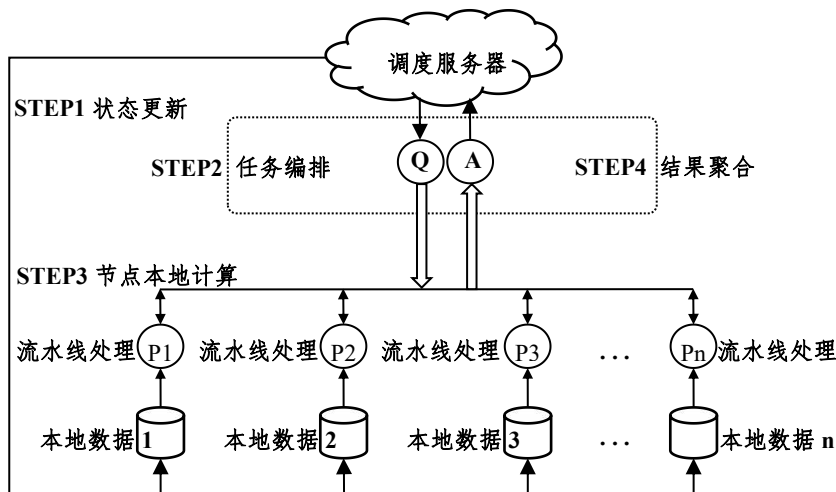 调度服务器
STEP1 状态更新
STEP2 任务编排 Q A STEP4 结果聚合
STEP3 节点本地计算
流水线处理 P1 流水线处理 P2 流水线处理 P3 ... Pn 流水线处理
本地数据 1 本地数据 2 本地数据 3 ... 本地数据 n